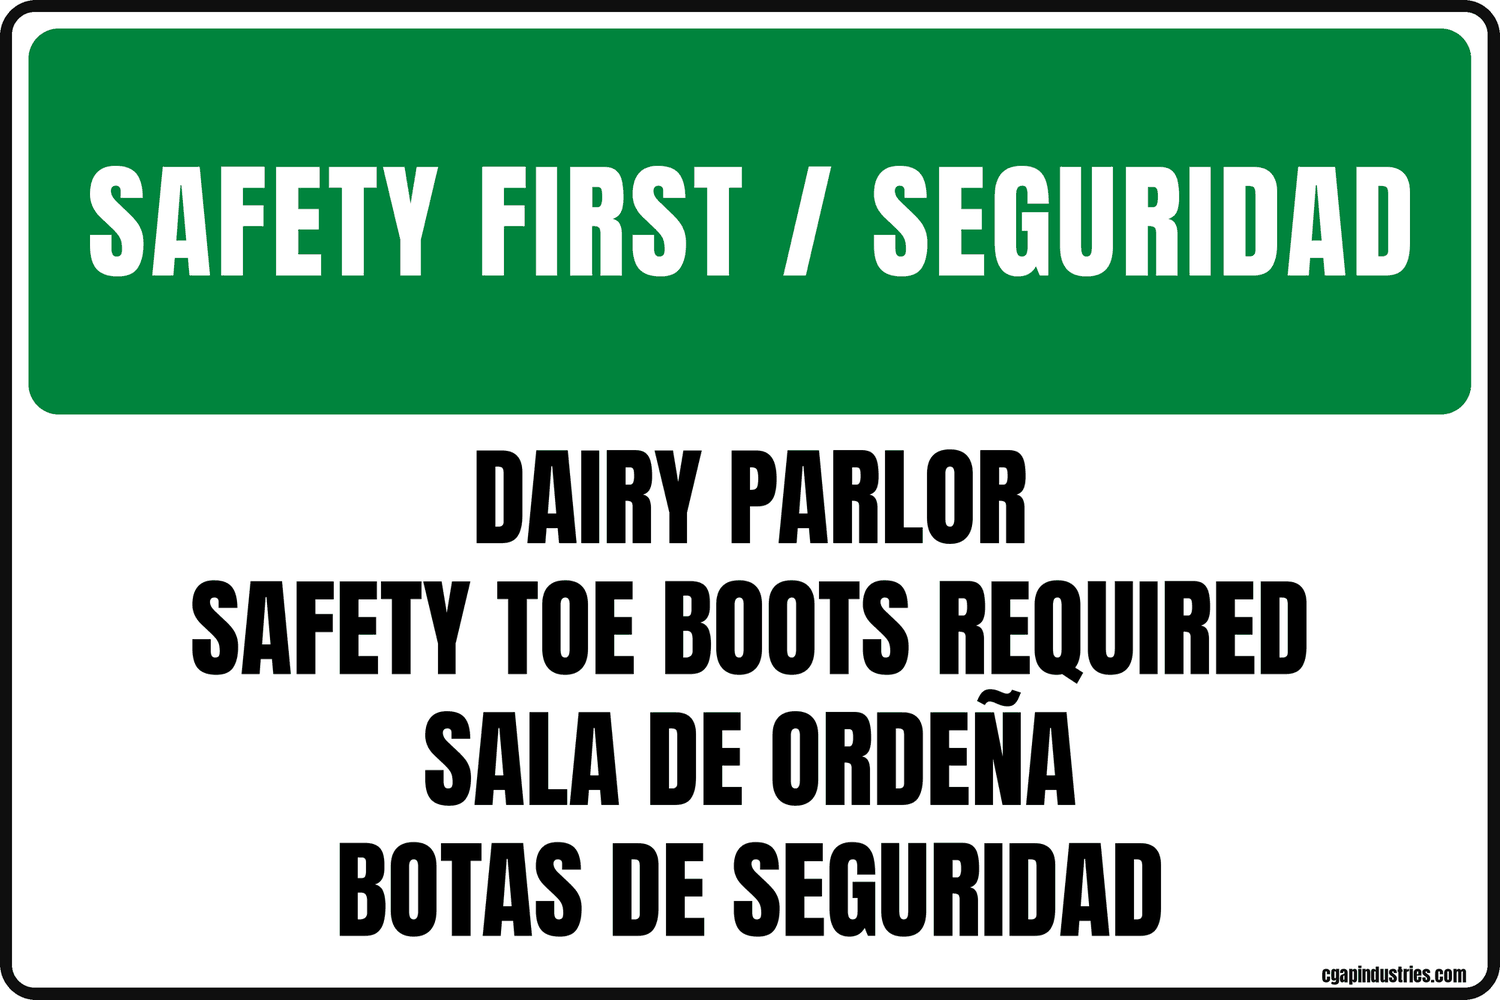 SAFETY FIRST / SEGURIDAD
DAIRY PARLOR
SAFETY TOE BOOTS REQUIRED
SALA DE ORDEÑA
BOTAS DE SEGURIDAD
cgapindustries.com